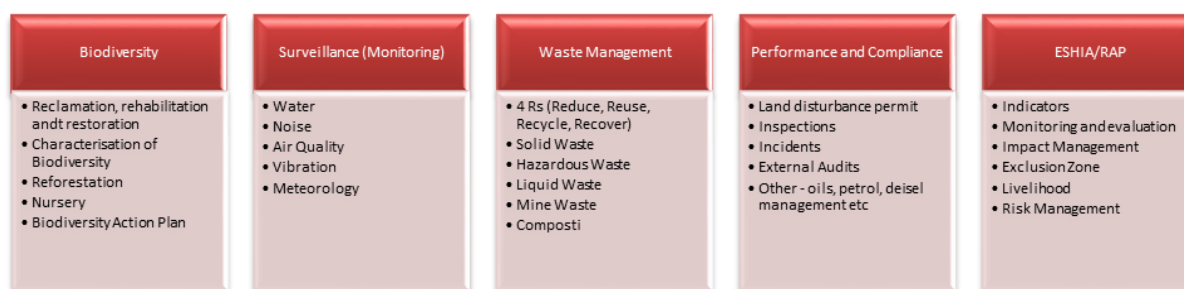 Biodiversity
• Reclamation, rehabilitation
andt restoration
• Characterisation of
Biodiversity
• Reforestation
• Nursery
• Biodiversity Action Plan
Surveillance (Monitoring)
• Water
• Noise
• Air Quality
• Vibration
• Meteorology
Waste Management
• 4 Rs (Reduce, Reuse,
Recycle, Recover)
• Solid Waste
• Hazardous Waste
• Liquid Waste
• Mine Waste
• Composti
Performance and Compliance
• Land disturbance permit
• Inspections
• Incidents
• External Audits
• Other - oils, petrol, deisel
management etc
ESHIA/RAP
• Indicators
• Monitoring and evaluation
• Impact Management
• Exclusion Zone
• Livelihood
• Risk Management